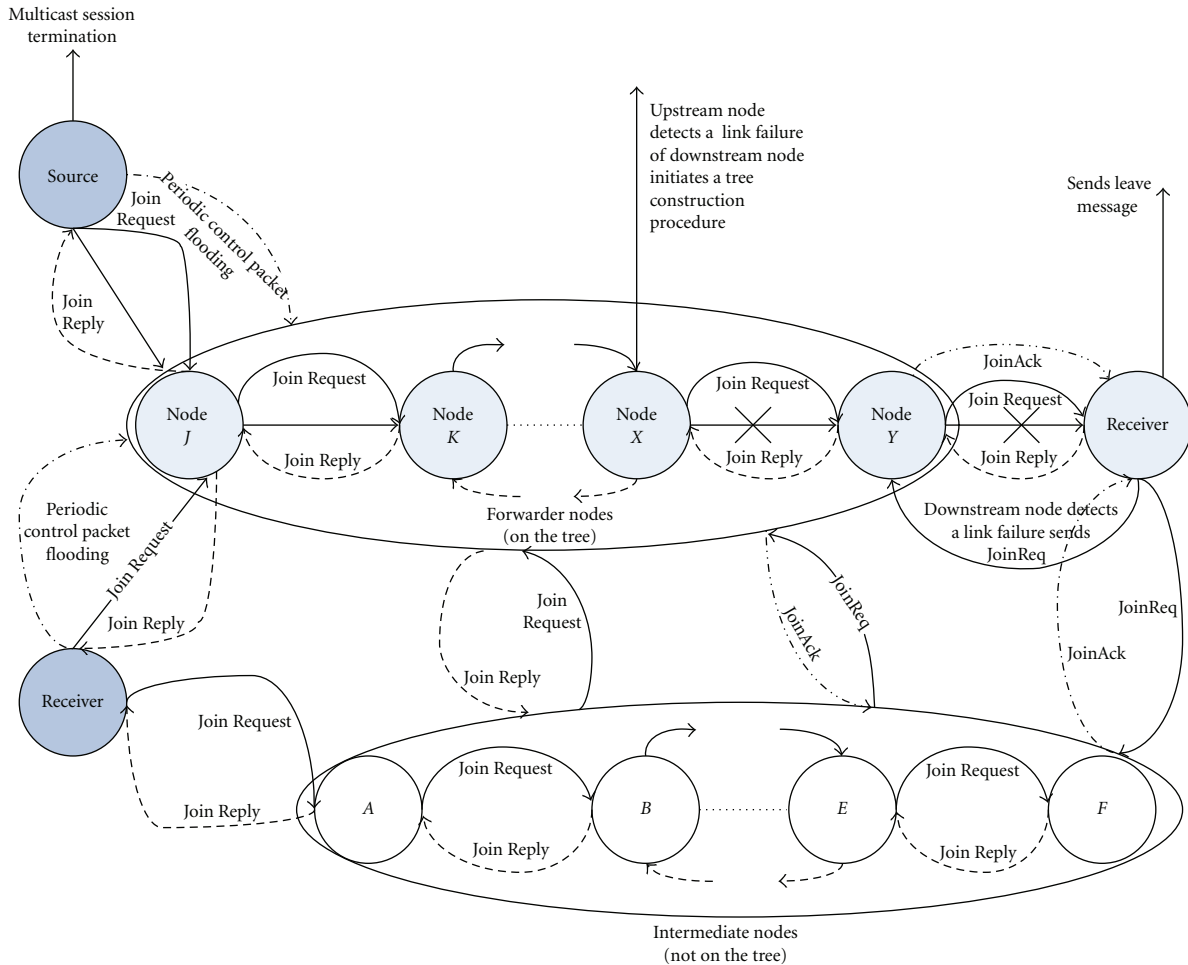 Multicast session
termination
Source
Join
Request
Periodic control packet
flooding
Join
Reply
Upstream node
detects a link failure
of downstream node
initiates a tree
construction
procedure
Sends leave
message
Node
J
Join Request
Join Reply
Node
K
Node
X
Join Request
Join Reply
Node
Y
JoinAck
Join Request
Join Reply
Receiver
Forwarder nodes
(on the tree)
Downstream node detects
a link failure sends
JoinReq
Periodic
control packet
flooding
Join Request
Join Reply
Join
Request
Join Reply
JoinReq
JoinAck
JoinReq
JoinAck
Receiver
Join Request
Join Reply
A
Join Request
Join Reply
B
E
Join Request
Join Reply
F
Intermediate nodes
(not on the tree)